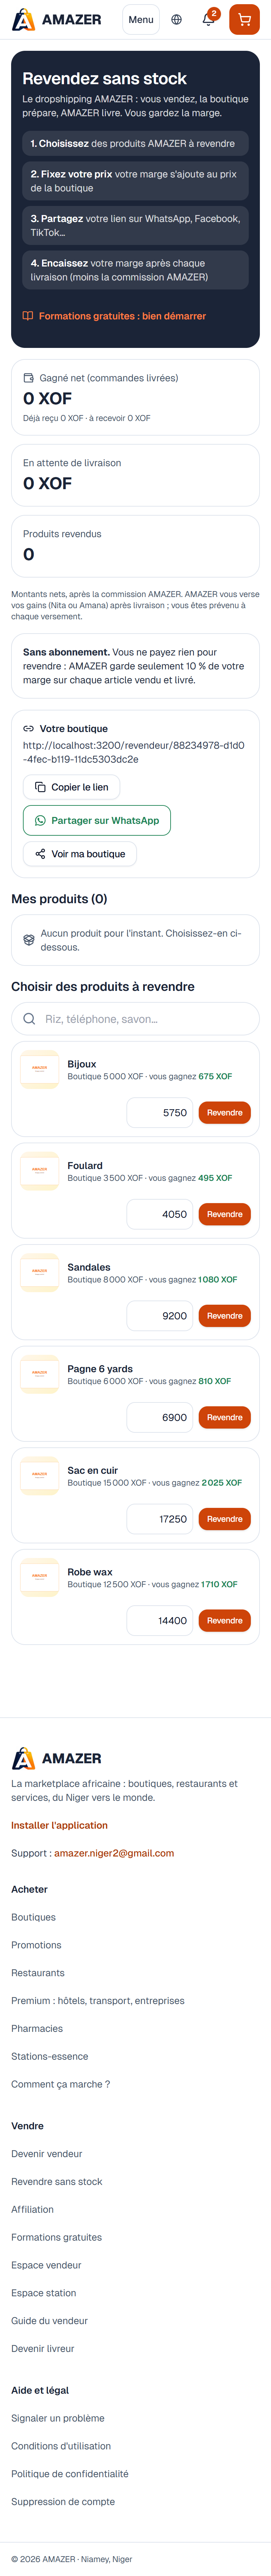 AMAZER
Menu
2
Revendez sans stock
Le dropshipping AMAZER : vous vendez, la boutique
prépare, AMAZER livre. Vous gardez la marge.
1. Choisissez des produits AMAZER à revendre
2. Fixez votre prix votre marge s'ajoute au prix
de la boutique
3. Partagez votre lien sur WhatsApp, Facebook,
TikTok…
4. Encaissez votre marge après chaque
livraison (moins la commission AMAZER)
Formations gratuites : bien démarrer
Gagné net (commandes livrées)
0 XOF
Déjà reçu 0 XOF · à recevoir 0 XOF
En attente de livraison
0 XOF
Produits revendus
0
Montants nets, après la commission AMAZER. AMAZER vous verse
vos gains (Nita ou Amana) après livraison ; vous êtes prévenu à
chaque versement.
Sans abonnement. Vous ne payez rien pour
revendre : AMAZER garde seulement 10 % de votre
marge sur chaque article vendu et livré.
Votre boutique
http://localhost:3200/revendeur/88234978-d1d0
-4fec-b119-11dc5303dc2e
Copier le lien
Partager sur WhatsApp
Voir ma boutique
Mes produits (0)
Aucun produit pour l'instant. Choisissez-en ci-
dessous.
Choisir des produits à revendre
Riz, téléphone, savon…
AMAZER
Bijoux
Boutique 5 000 XOF · vous gagnez 675 XOF
5750
Revendre
AMAZER
Foulard
Boutique 3 500 XOF · vous gagnez 495 XOF
4050
Revendre
AMAZER
Sandales
Boutique 8 000 XOF · vous gagnez 1 080 XOF
9200
Revendre
AMAZER
Pagne 6 yards
Boutique 6 000 XOF · vous gagnez 810 XOF
6900
Revendre
AMAZER
Sac en cuir
Boutique 15 000 XOF · vous gagnez 2 025 XOF
17250
Revendre
AMAZER
Robe wax
Boutique 12 500 XOF · vous gagnez 1 710 XOF
14400
Revendre
AMAZER
La marketplace africaine : boutiques, restaurants et
services, du Niger vers le monde.
Installer l'application
Support : amazer.niger2@gmail.com
Acheter
Boutiques
Promotions
Restaurants
Premium : hôtels, transport, entreprises
Pharmacies
Stations-essence
Comment ça marche ?
Vendre
Devenir vendeur
Revendre sans stock
Affiliation
Formations gratuites
Espace vendeur
Espace station
Guide du vendeur
Devenir livreur
Aide et légal
Signaler un problème
Conditions d'utilisation
Politique de confidentialité
Suppression de compte
© 2026 AMAZER · Niamey, Niger